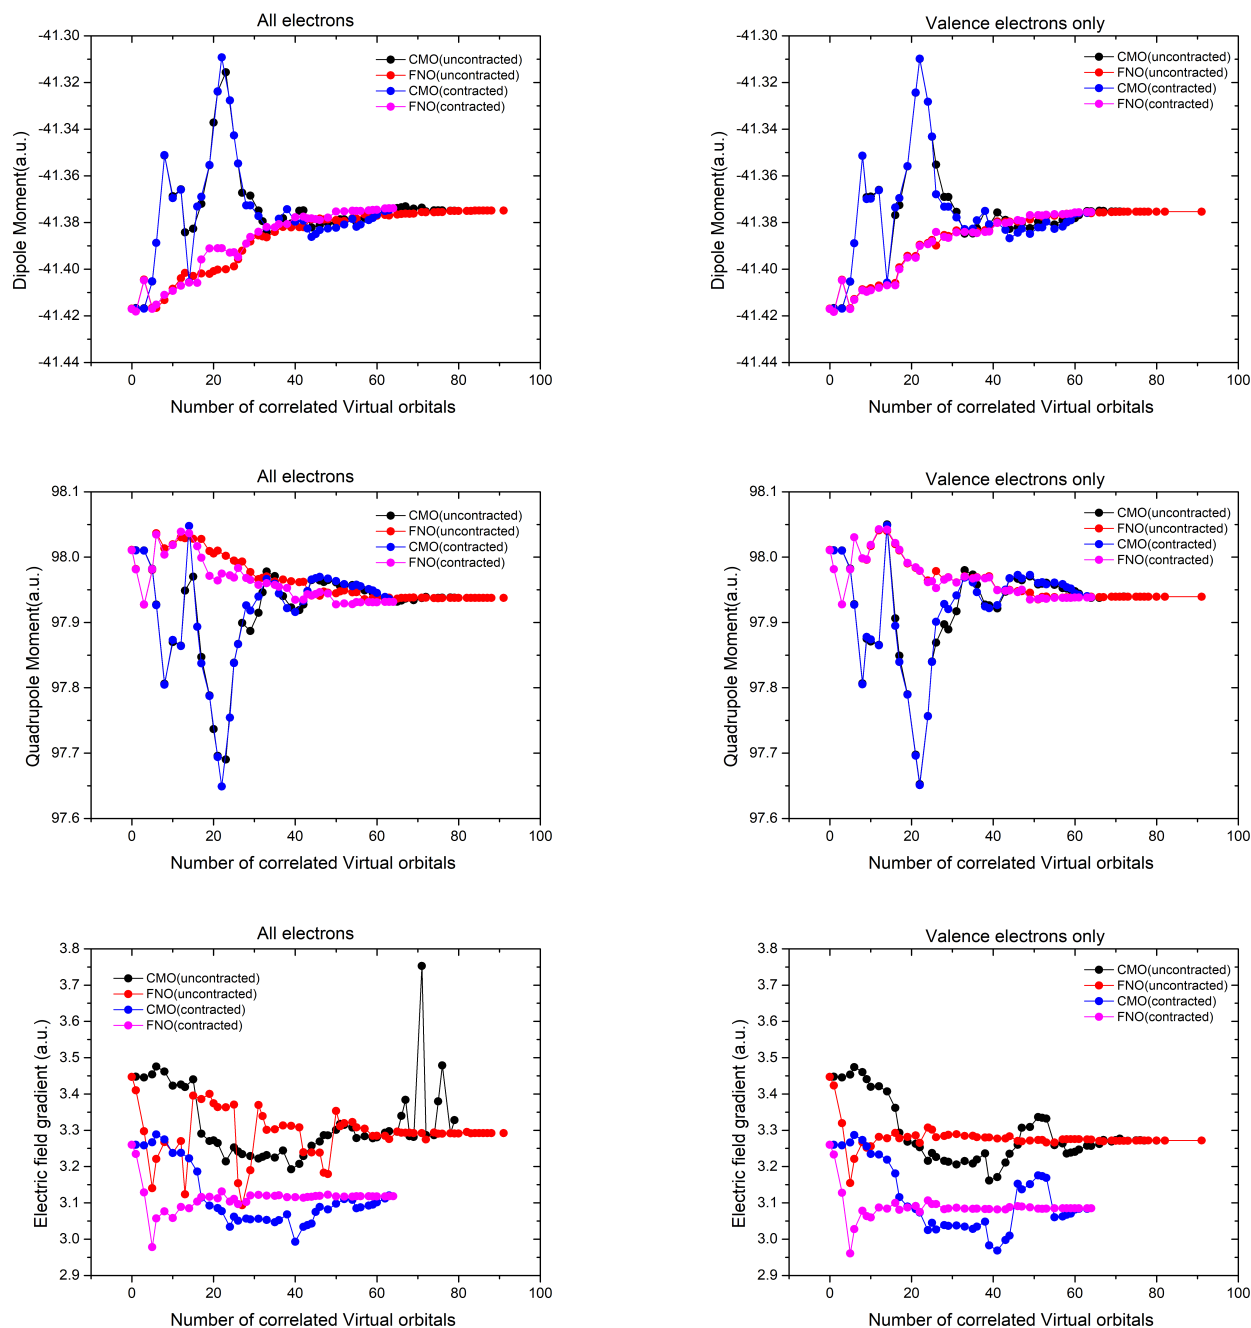 All electrons
-41.30
-41.32
-41.34
-41.36
-41.38
-41.40
-41.42
-41.44
Dipole Moment(a.u.)
CMO(uncontracted)
FNO(uncontracted)
CMO(contracted)
FNO(contracted)
0 20 40 60 80 100
Number of correlated Virtual orbitals
Valence electrons only
-41.30
-41.32
-41.34
-41.36
-41.38
-41.40
-41.42
-41.44
Dipole Moment(a.u.)
CMO(uncontracted)
FNO(uncontracted)
CMO(contracted)
FNO(contracted)
0 20 40 60 80 100
Number of correlated Virtual orbitals
All electrons
98.1
98.0
97.9
97.8
97.7
97.6
Quadrupole Moment(a.u.)
CMO(uncontracted)
FNO(uncontracted)
CMO(contracted)
FNO(contracted)
0 20 40 60 80 100
Number of correlated Virtual orbitals
Valence electrons only
98.1
98.0
97.9
97.8
97.7
97.6
Quadrupole Moment(a.u.)
CMO(uncontracted)
FNO(uncontracted)
CMO(contracted)
FNO(contracted)
0 20 40 60 80 100
Number of correlated Virtual orbitals
All electrons
3.8
3.7
3.6
3.5
3.4
3.3
3.2
3.1
3.0
2.9
Electric field gradient (a.u.)
CMO(uncontracted)
FNO(uncontracted)
CMO(contracted)
FNO(contracted)
0 20 40 60 80 100
Number of correlated Virtual orbitals
Valence electrons only
3.8
3.7
3.6
3.5
3.4
3.3
3.2
3.1
3.0
2.9
Electric field gradient (a.u.)
CMO(uncontracted)
FNO(uncontracted)
CMO(contracted)
FNO(contracted)
0 20 40 60 80 100
Number of correlated Virtual orbitals